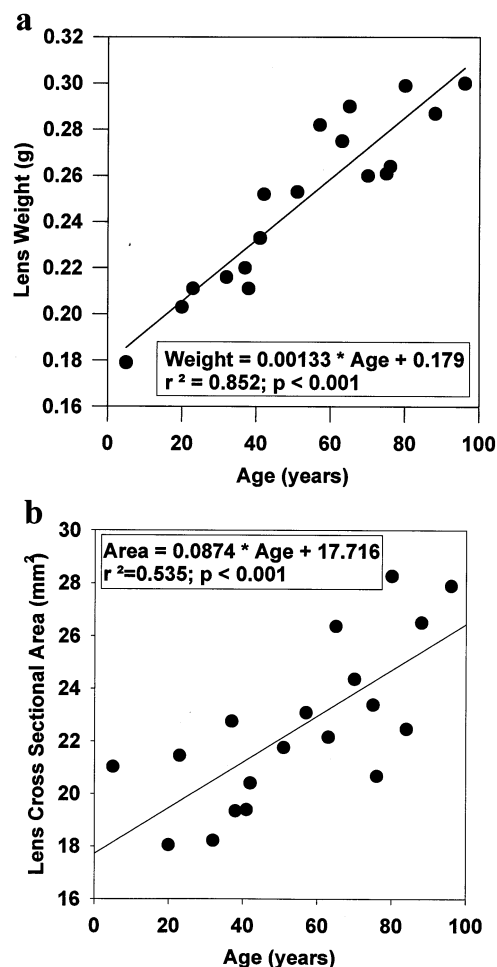 a
0.32
0.30
0.28
0.26
0.24
0.22
0.20
0.18
0.16
Lens Weight (g)
Weight = 0.00133 * Age + 0.179
r ² = 0.852; p < 0.001
20 40 60 80 100
Age (years)
b
30
28
26
24
22
20
18
16
Lens Cross Sectional Area (mm²)
Area = 0.0874 * Age + 17.716
r ²=0.535; p < 0.001
0 20 40 60 80 100
Age (years)